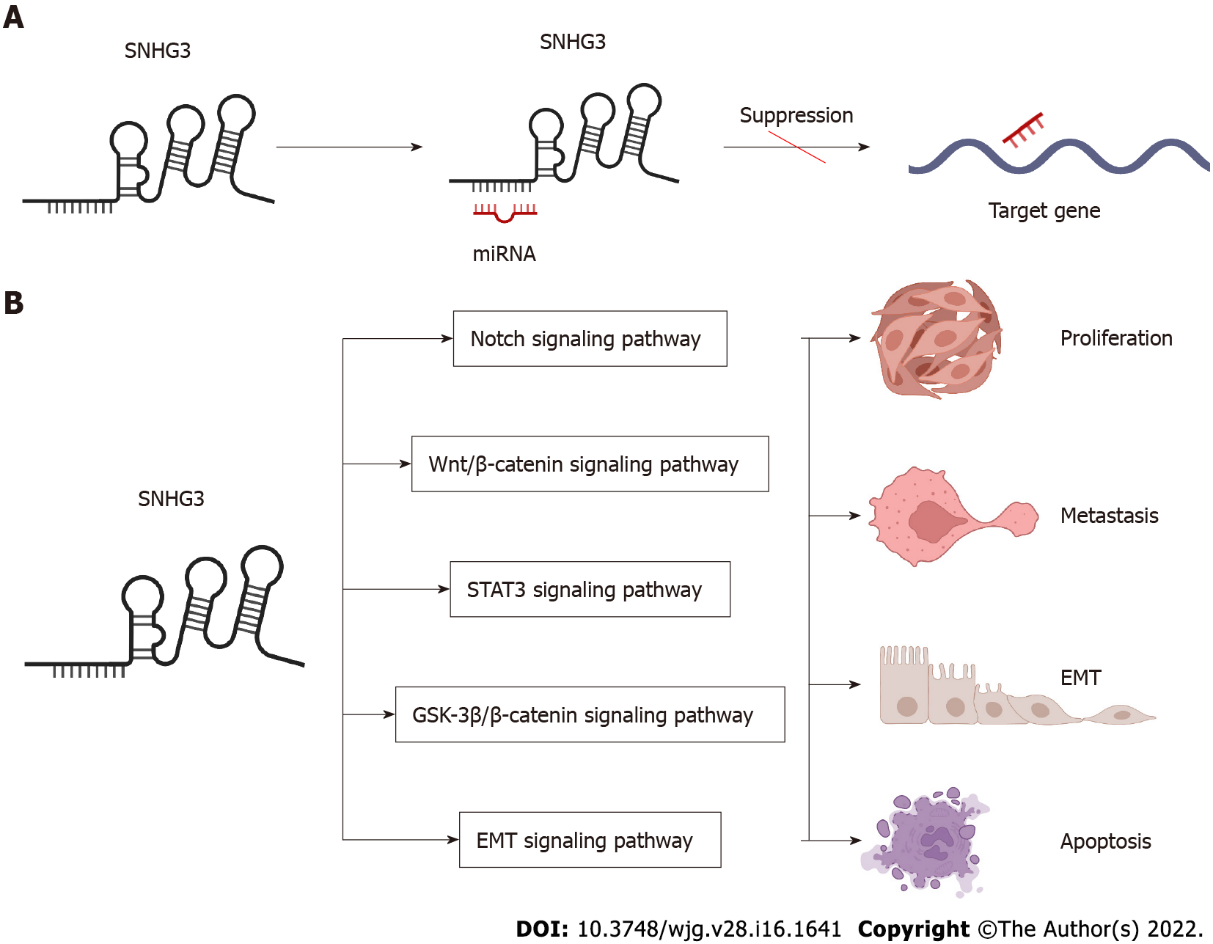 A
SNHG3
SNHG3
Suppression
miRNA
Target gene
B
SNHG3
Notch signaling pathway
Wnt/β-catenin signaling pathway
STAT3 signaling pathway
GSK-3β/β-catenin signaling pathway
EMT signaling pathway
Proliferation
Metastasis
EMT
Apoptosis
DOI: 10.3748/wjg.v28.i16.1641 Copyright ©The Author(s) 2022.